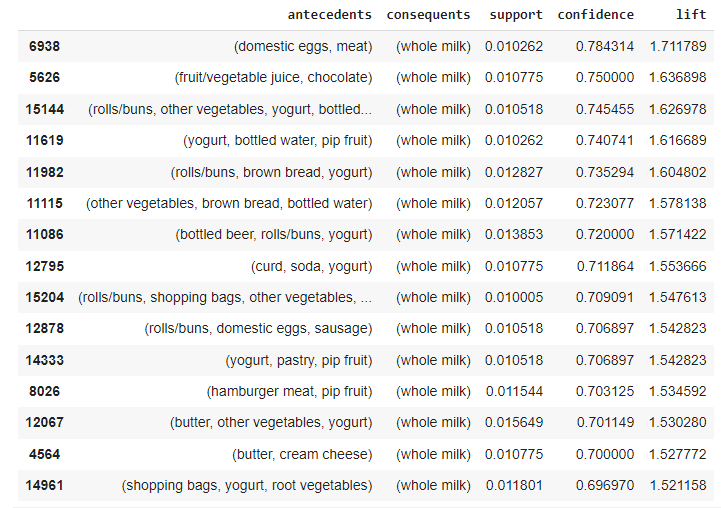 antecedents consequents support confidence lift
6938 (domestic eggs, meat) (whole milk) 0.010262 0.784314 1.711789
5626 (fruit/vegetable juice, chocolate) (whole milk) 0.010775 0.750000 1.636898
15144 (rolls/buns, other vegetables, yogurt, bottled... (whole milk) 0.010518 0.745455 1.626978
11619 (yogurt, bottled water, pip fruit) (whole milk) 0.010262 0.740741 1.616689
11982 (rolls/buns, brown bread, yogurt) (whole milk) 0.012827 0.735294 1.604802
11115 (other vegetables, brown bread, bottled water) (whole milk) 0.012057 0.723077 1.578138
11086 (bottled beer, rolls/buns, yogurt) (whole milk) 0.013853 0.720000 1.571422
12795 (curd, soda, yogurt) (whole milk) 0.010775 0.711864 1.553666
15204 (rolls/buns, shopping bags, other vegetables, ... (whole milk) 0.010005 0.709091 1.547613
12878 (rolls/buns, domestic eggs, sausage) (whole milk) 0.010518 0.706897 1.542823
14333 (yogurt, pastry, pip fruit) (whole milk) 0.010518 0.706897 1.542823
8026 (hamburger meat, pip fruit) (whole milk) 0.011544 0.703125 1.534592
12067 (butter, other vegetables, yogurt) (whole milk) 0.015649 0.701149 1.530280
4564 (butter, cream cheese) (whole milk) 0.010775 0.700000 1.527772
14961 (shopping bags, yogurt, root vegetables) (whole milk) 0.011801 0.696970 1.521158